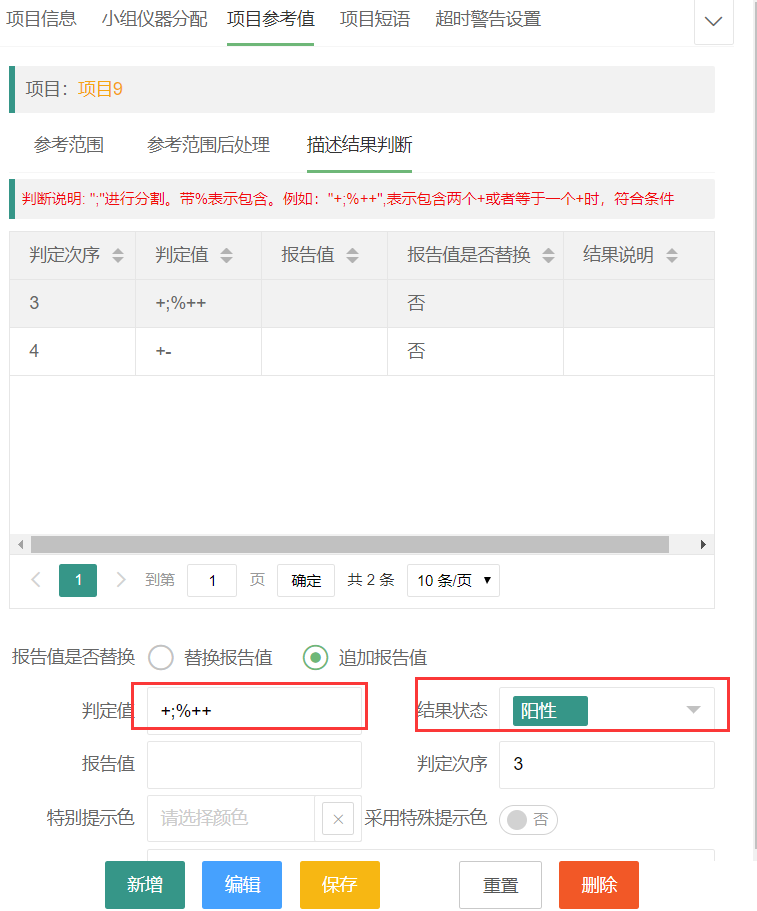 项目信息 小组仪器分配 项目参考值 项目短语 超时警告设置
项目：项目9
参考范围 参考范围后处理 描述结果判断
判断说明: ";"进行分割。带%表示包含。例如："+;%++",表示包含两个+或者等于一个+时，符合条件
判定次序 判定值 报告值 报告值是否替换 结果说明
3 +;%++ 否
4 +- 否
1 到第 1 页 确定 共 2 条 10 条/页
报告值是否替换 替换报告值 追加报告值
判定值 +;%++ 结果状态 阳性
报告值 判定次序 3
特别提示色 请选择颜色 采用特殊提示色 否
新增 编辑 保存 重置 删除